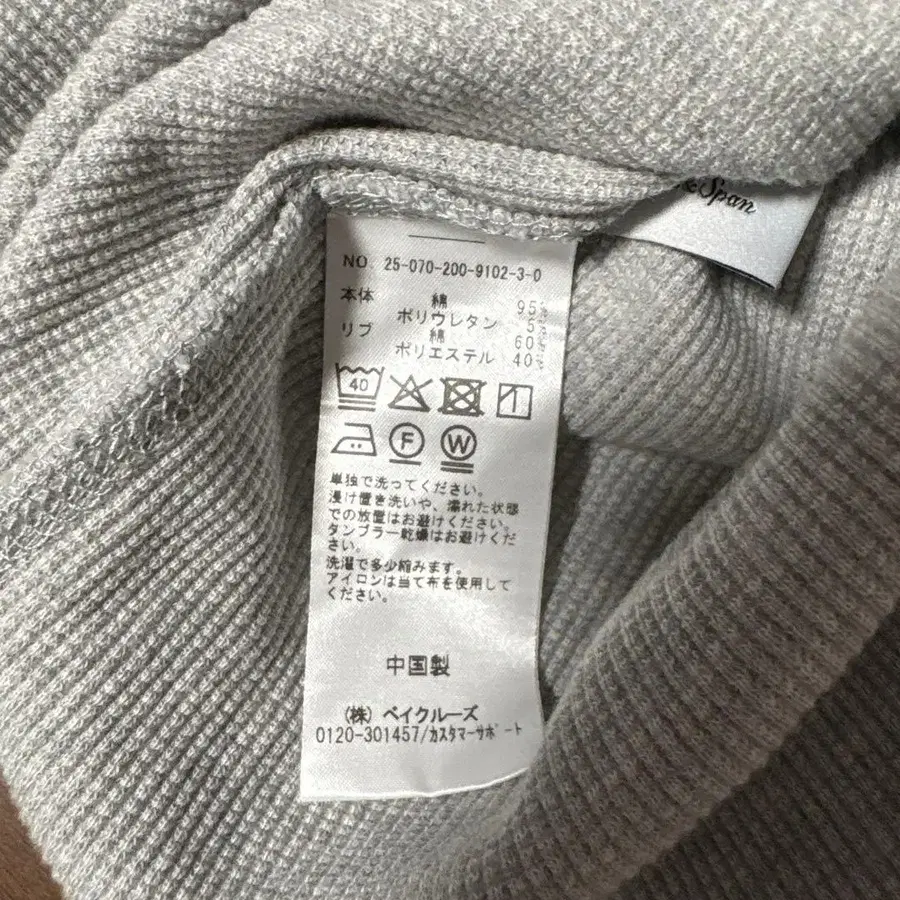 Span
NO. 25-070-200-9102-3-0
本体 綿 95%
ポリウレタン 5%
リブ 綿 60%
ポリエステル 40%
40
F W
単独で洗ってください。
浸け置き洗いや、濡れた状態
での放置はお避けください。
タンブラー乾燥はお避けくだ
さい。
洗濯で多少縮みます。
アイロンは当て布を使用して
ください。
中国製
(株) ベイクルーズ
0120-301457/カスタマーサポート